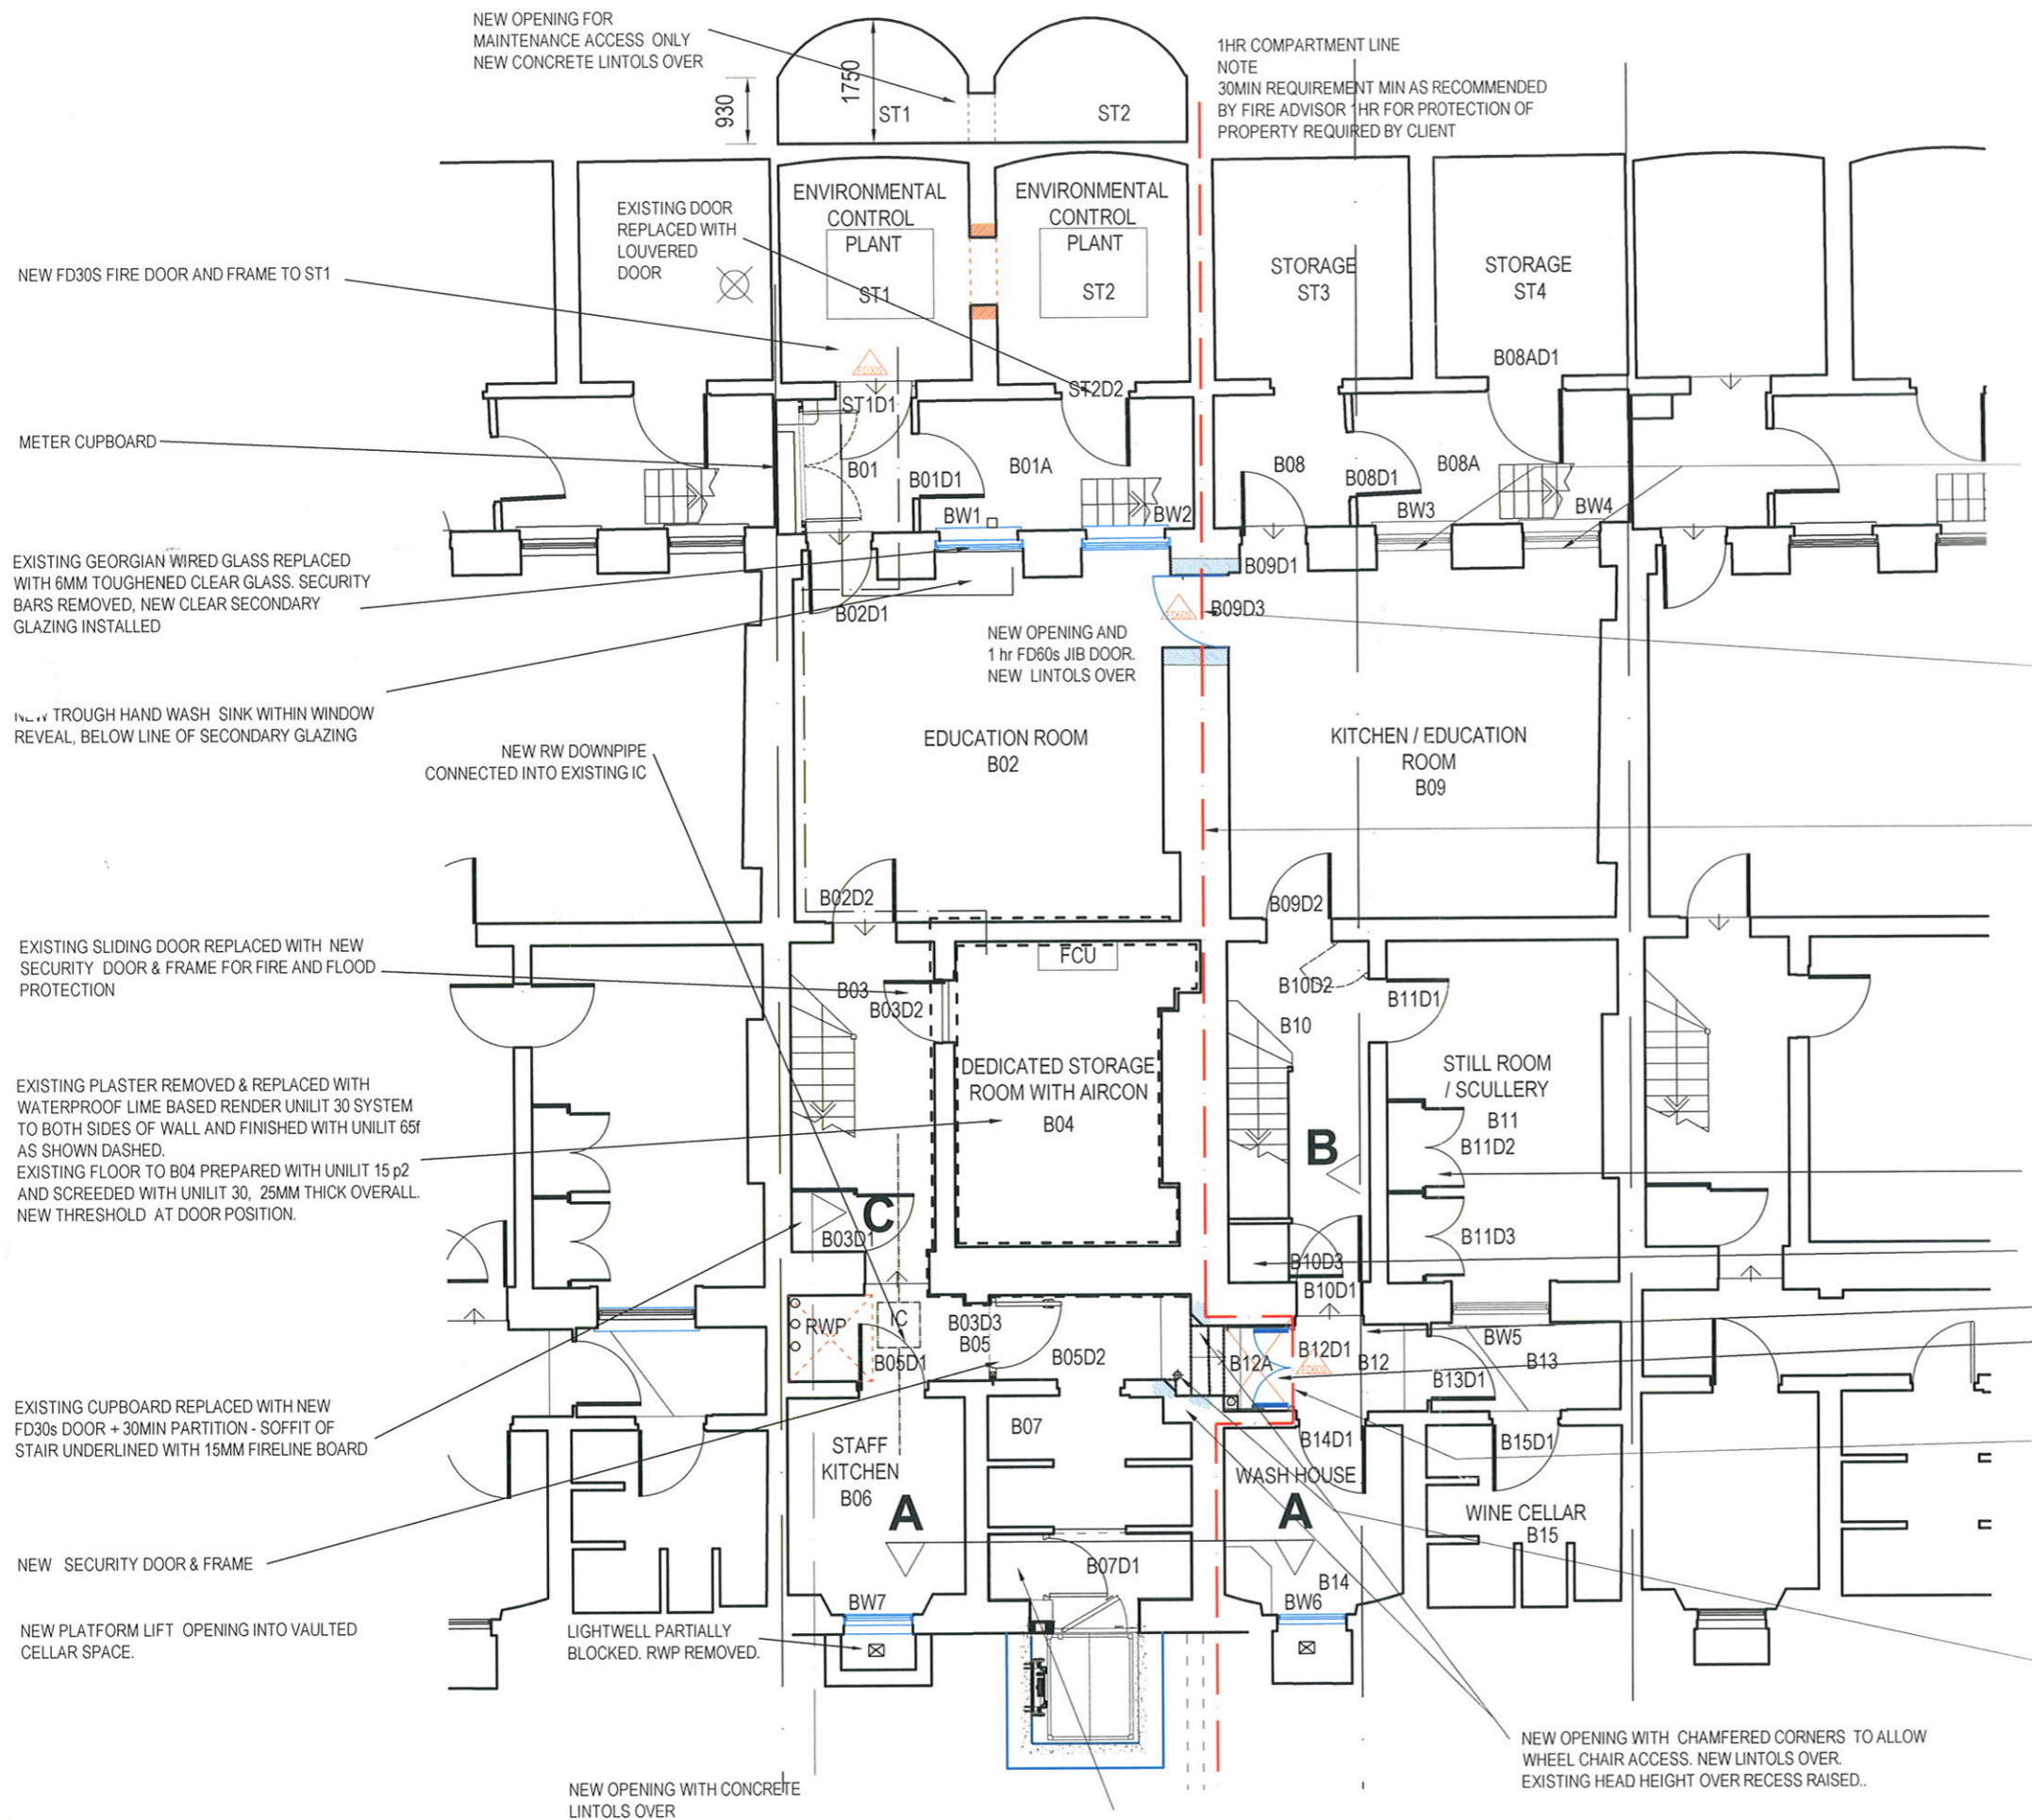 NEW OPENING FOR
MAINTENANCE ACCESS ONLY
NEW CONCRETE LINTOLS OVER
930
1750
ST1
ST2
1HR COMPARTMENT LINE
NOTE
30MIN REQUIREMENT MIN AS RECOMMENDED
BY FIRE ADVISOR 1HR FOR PROTECTION OF
PROPERTY REQUIRED BY CLIENT
EXISTING DOOR
REPLACED WITH
LOUVERED
DOOR
ENVIRONMENTAL
CONTROL
PLANT
ST1
ENVIRONMENTAL
CONTROL
PLANT
ST2
STORAGE
ST3
STORAGE
ST4
NEW FD30S FIRE DOOR AND FRAME TO ST1
FD30S
B08AD1
ST1D1
ST2D2
METER CUPBOARD
B01
B01D1
B01A
B08
B08D1
B08A
BW1
BW2
BW3
BW4
EXISTING GEORGIAN WIRED GLASS REPLACED
WITH 6MM TOUGHENED CLEAR GLASS. SECURITY
BARS REMOVED, NEW CLEAR SECONDARY
GLAZING INSTALLED
B09D1
B02D1
FD60S
B09D3
NEW OPENING AND
1 hr FD60s JIB DOOR.
NEW LINTOLS OVER
NEW TROUGH HAND WASH SINK WITHIN WINDOW
REVEAL, BELOW LINE OF SECONDARY GLAZING
NEW RW DOWNPIPE
CONNECTED INTO EXISTING IC
EDUCATION ROOM
B02
KITCHEN / EDUCATION
ROOM
B09
B02D2
B09D2
EXISTING SLIDING DOOR REPLACED WITH NEW
SECURITY DOOR & FRAME FOR FIRE AND FLOOD
PROTECTION
FCU
B03
B03D2
B10D2
B11D1
B10
EXISTING PLASTER REMOVED & REPLACED WITH
WATERPROOF LIME BASED RENDER UNILIT 30 SYSTEM
TO BOTH SIDES OF WALL AND FINISHED WITH UNILIT 65f
AS SHOWN DASHED.
EXISTING FLOOR TO B04 PREPARED WITH UNILIT 15 p2
AND SCREEDED WITH UNILIT 30, 25MM THICK OVERALL.
NEW THRESHOLD AT DOOR POSITION.
DEDICATED STORAGE
ROOM WITH AIRCON
B04
STILL ROOM
/ SCULLERY
B11
B11D2
B
C
B03D1
B11D3
B10D3
B10D1
RWP
IC
B03D3
B05
B05D1
B05D2
B12A
B12D1
FD60S
B12
BW5
B13
B13D1
EXISTING CUPBOARD REPLACED WITH NEW
FD30s DOOR + 30MIN PARTITION - SOFFIT OF
STAIR UNDERLINED WITH 15MM FIRELINE BOARD
STAFF
KITCHEN
B06
B07
B14D1
WASH HOUSE
B15D1
WINE CELLAR
B15
A
A
NEW SECURITY DOOR & FRAME
B07D1
B14
BW7
BW6
NEW PLATFORM LIFT OPENING INTO VAULTED
CELLAR SPACE.
LIGHTWELL PARTIALLY
BLOCKED. RWP REMOVED.
NEW OPENING WITH CHAMFERED CORNERS TO ALLOW
WHEEL CHAIR ACCESS. NEW LINTOLS OVER.
EXISTING HEAD HEIGHT OVER RECESS RAISED..
NEW OPENING WITH CONCRETE
LINTOLS OVER